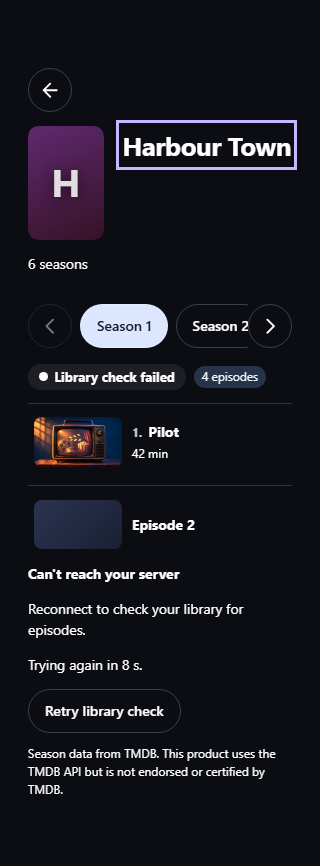 H
Harbour Town
6 seasons
Season 1
Season 2
Library check failed
4 episodes
1. Pilot
42 min
Episode 2
Can't reach your server
Reconnect to check your library for
episodes.
Trying again in 8 s.
Retry library check
Season data from TMDB. This product uses the
TMDB API but is not endorsed or certified by
TMDB.